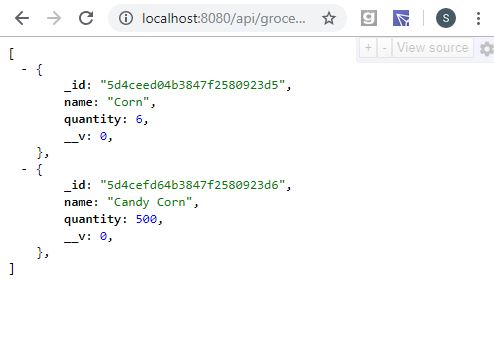 localhost:8080/api/groce
+ - View source
[
- {
_id: "5d4ceed04b3847f2580923d5",
name: "Corn",
quantity: 6,
__v: 0,
},
- {
_id: "5d4cefd64b3847f2580923d6",
name: "Candy Corn",
quantity: 500,
__v: 0,
},
]